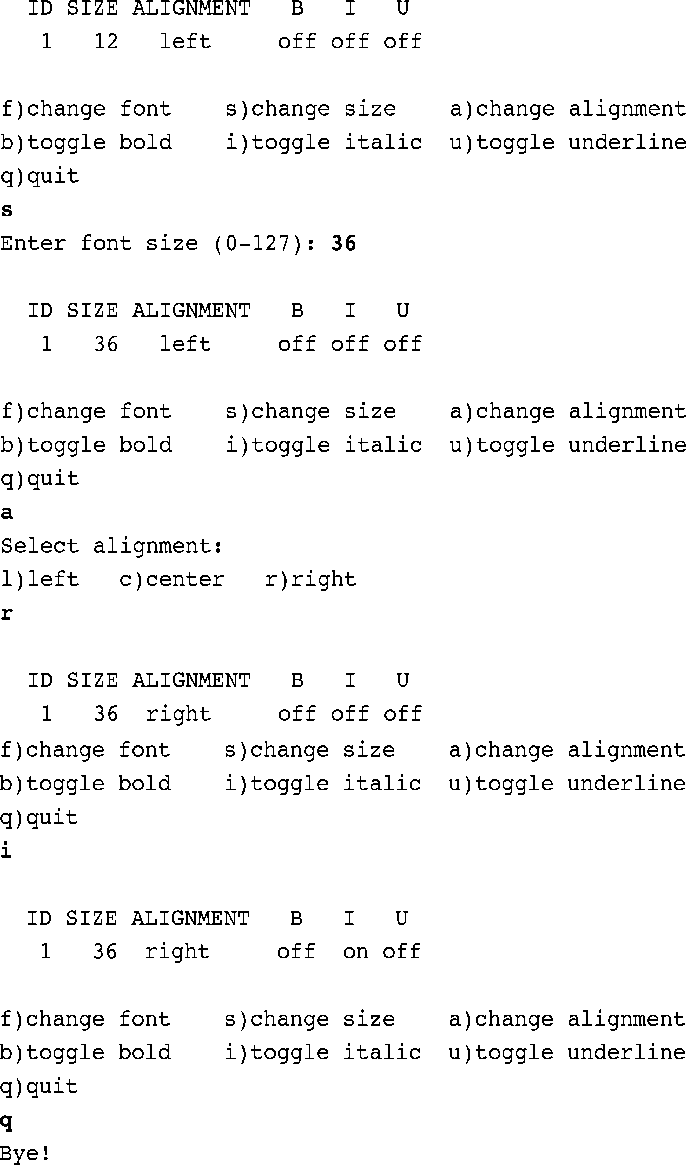 ID SIZE ALIGNMENT B I U
1 12 left off off off
f)change font s)change size a)change alignment
b)toggle bold i)toggle italic u)toggle underline
q)quit
s
Enter font size (0-127): 36
ID SIZE ALIGNMENT B I U
1 36 left off off off
f)change font s)change size a)change alignment
b)toggle bold i)toggle italic u)toggle underline
q)quit
a
Select alignment:
l)left c)center r)right
r
ID SIZE ALIGNMENT B I U
1 36 right off off off
f)change font s)change size a)change alignment
b)toggle bold i)toggle italic u)toggle underline
q)quit
i
ID SIZE ALIGNMENT B I U
1 36 right off on off
f)change font s)change size a)change alignment
b)toggle bold i)toggle italic u)toggle underline
q)quit
q
Bye!